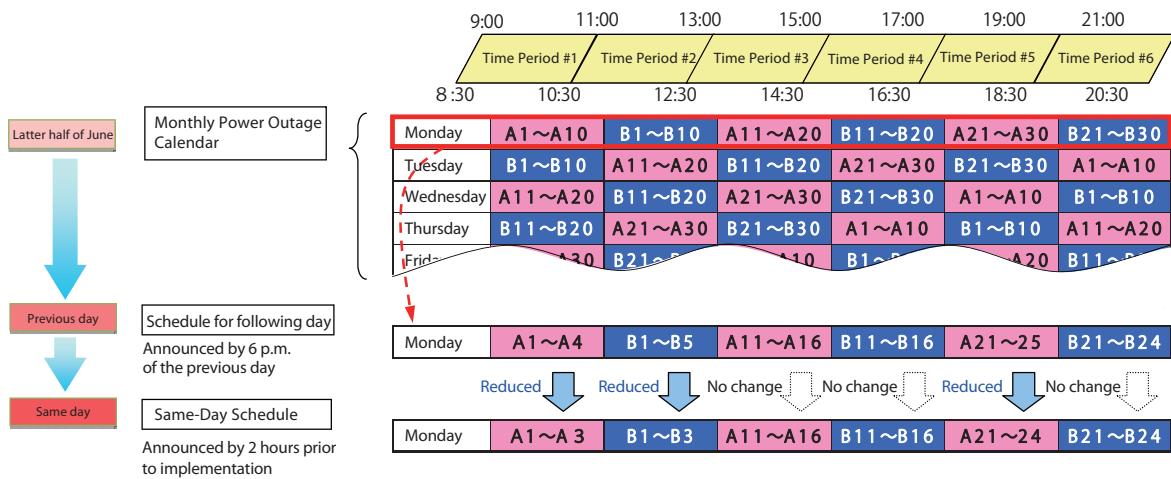 9:00 11:00 13:00 15:00 17:00 19:00 21:00
Time Period #1 Time Period #2 Time Period #3 Time Period #4 Time Period #5 Time Period #6
8:30 10:30 12:30 14:30 16:30 18:30 20:30
Latter half of June
Monthly Power Outage
Calendar
Monday A1～A10 B1～B10 A11～A20 B11～B20 A21～A30 B21～B30
Tuesday B1～B10 A11～A20 B11～B20 A21～A30 B21～B30 A1～A10
Wednesday A11～A20 B11～B20 A21～A30 B21～B30 A1～A10 B1～B10
Thursday B11～B20 A21～A30 B21～B30 A1～A10 B1～B10 A11～A20
Previous day
Schedule for following day
Announced by 6 p.m.
of the previous day
Monday A1～A4 B1～B5 A11～A16 B11～B16 A21～25 B21～B24
Reduced Reduced No change No change Reduced No change
Same day
Same-Day Schedule
Announced by 2 hours prior
to implementation
Monday A1～A 3 B1～B3 A11～A16 B11～B16 A21～24 B21～B24